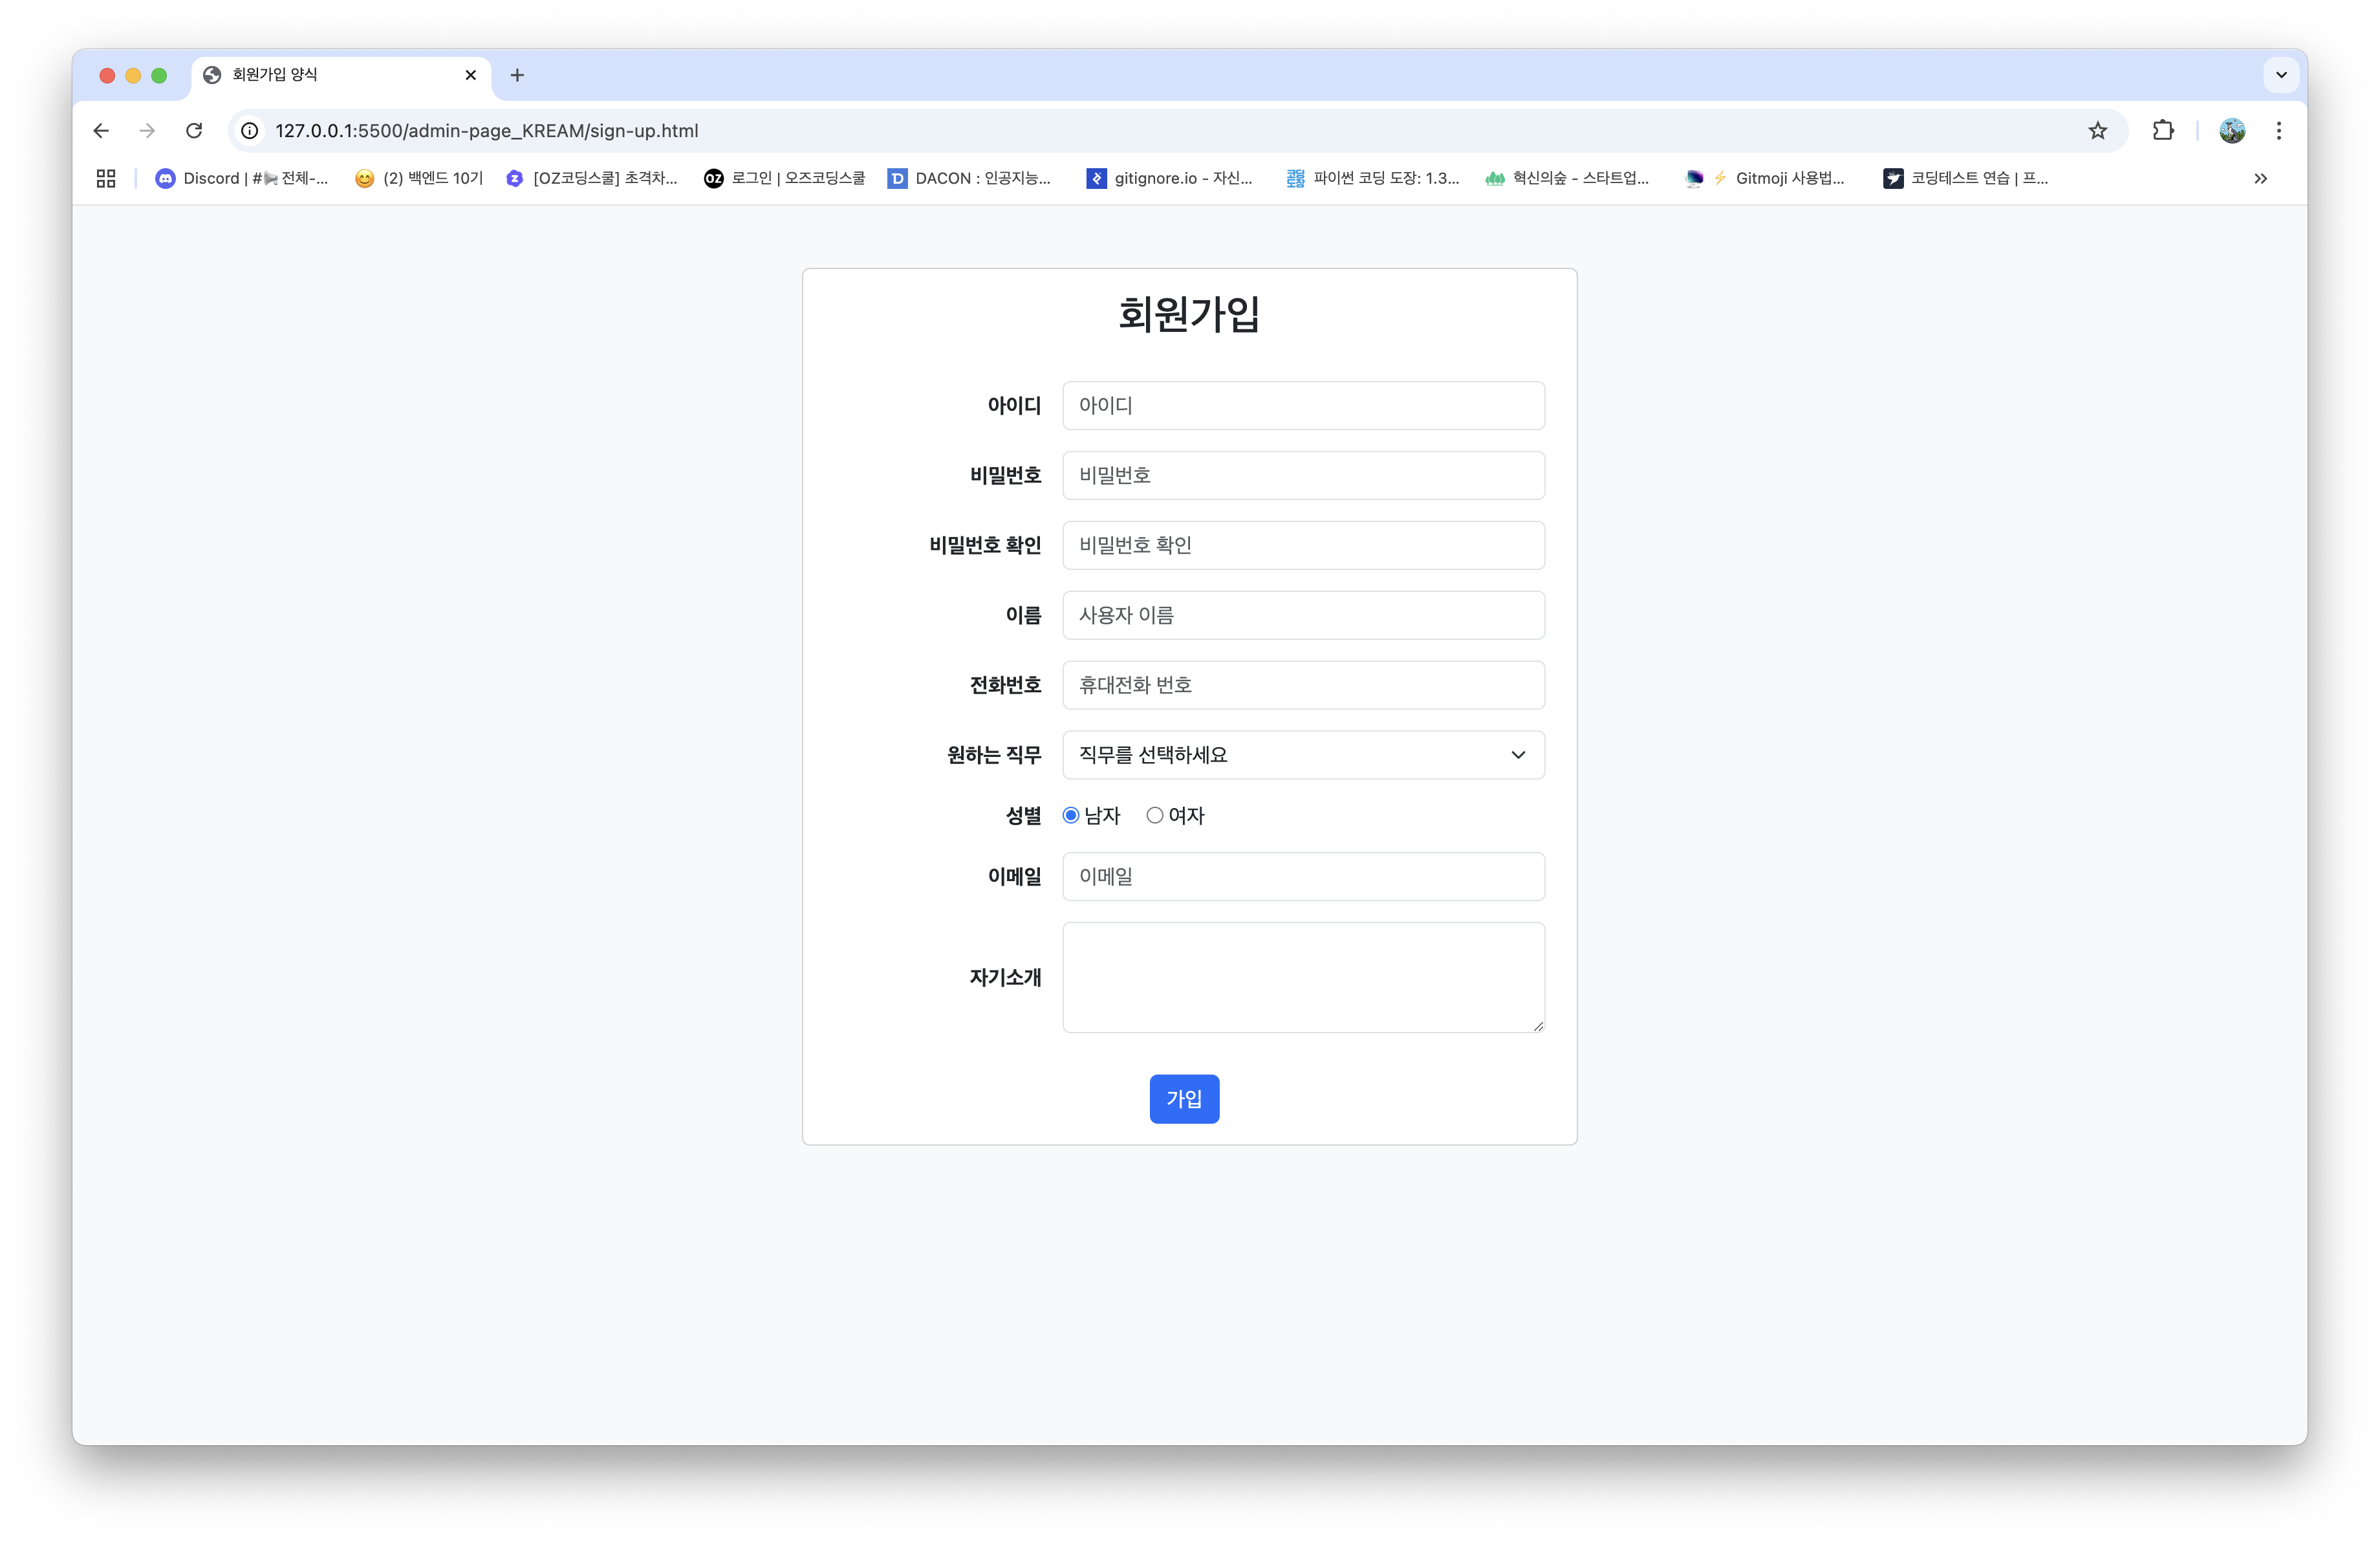 회원가입 양식
127.0.0.1:5500/admin-page_KREAM/sign-up.html
Discord | #📢전체-... (2) 백엔드 10기 [OZ코딩스쿨] 초격차... 로그인 | 오즈코딩스쿨 DACON : 인공지능... gitignore.io - 자신... 파이썬 코딩 도장: 1.3... 혁신의숲 - 스타트업... ⚡ Gitmoji 사용법... 코딩테스트 연습 | 프...
회원가입
아이디 아이디
비밀번호 비밀번호
비밀번호 확인 비밀번호 확인
이름 사용자 이름
전화번호 휴대전화 번호
원하는 직무 직무를 선택하세요
성별 남자 여자
이메일 이메일
자기소개
가입